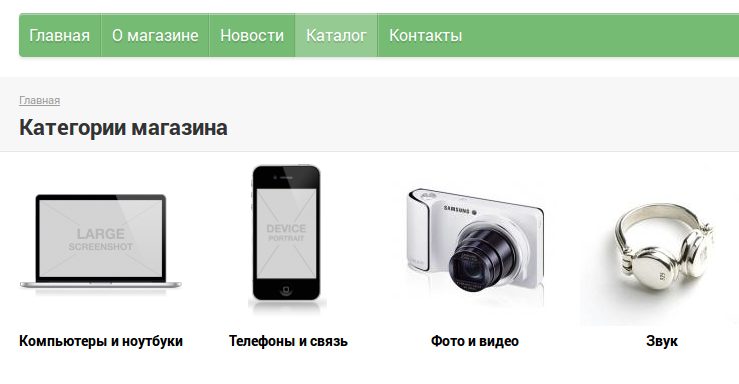 Главная О магазине Новости Каталог Контакты
Главная
Категории магазина
LARGE
SCREENSHOT
DEVICE
PORTRAIT
SAMSUNG
Компьютеры и ноутбуки Телефоны и связь Фото и видео Звук